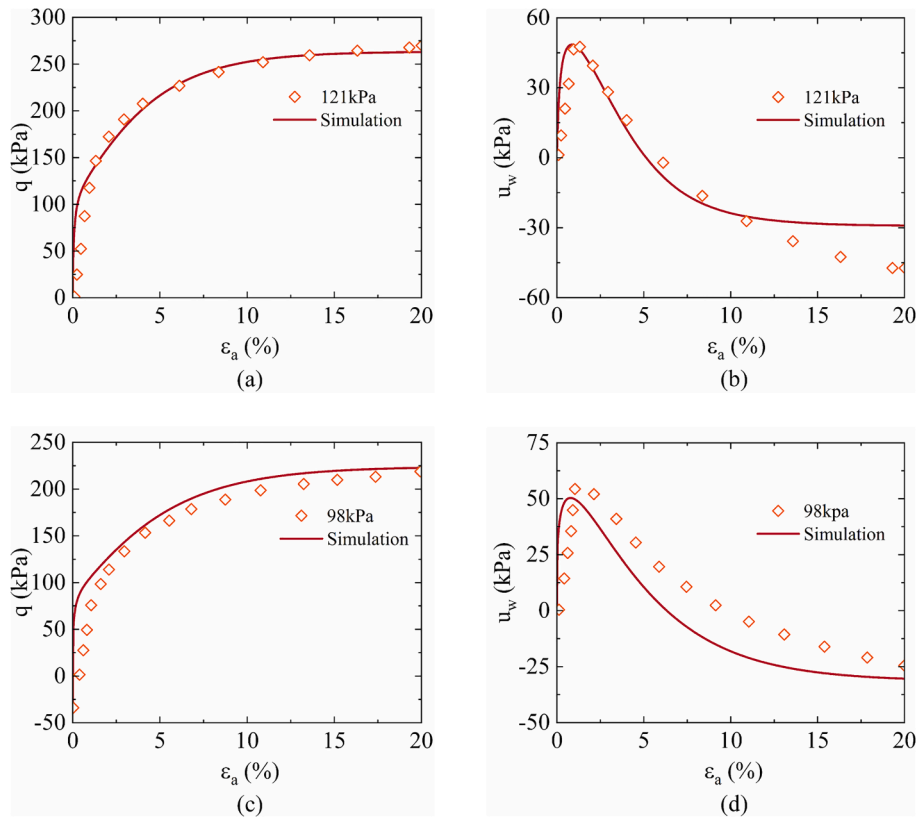 300
250
200
150
100
50
0
q (kPa)
121kPa
Simulation
0 5 10 15 20
εa (%)
(a)
60
30
0
-30
-60
uw (kPa)
121kPa
Simulation
0 5 10 15 20
εa (%)
(b)
250
200
150
100
50
0
-50
q (kPa)
98kPa
Simulation
0 5 10 15 20
εa (%)
(c)
75
50
25
0
-25
-50
uw (kPa)
98kpa
Simulation
0 5 10 15 20
εa (%)
(d)